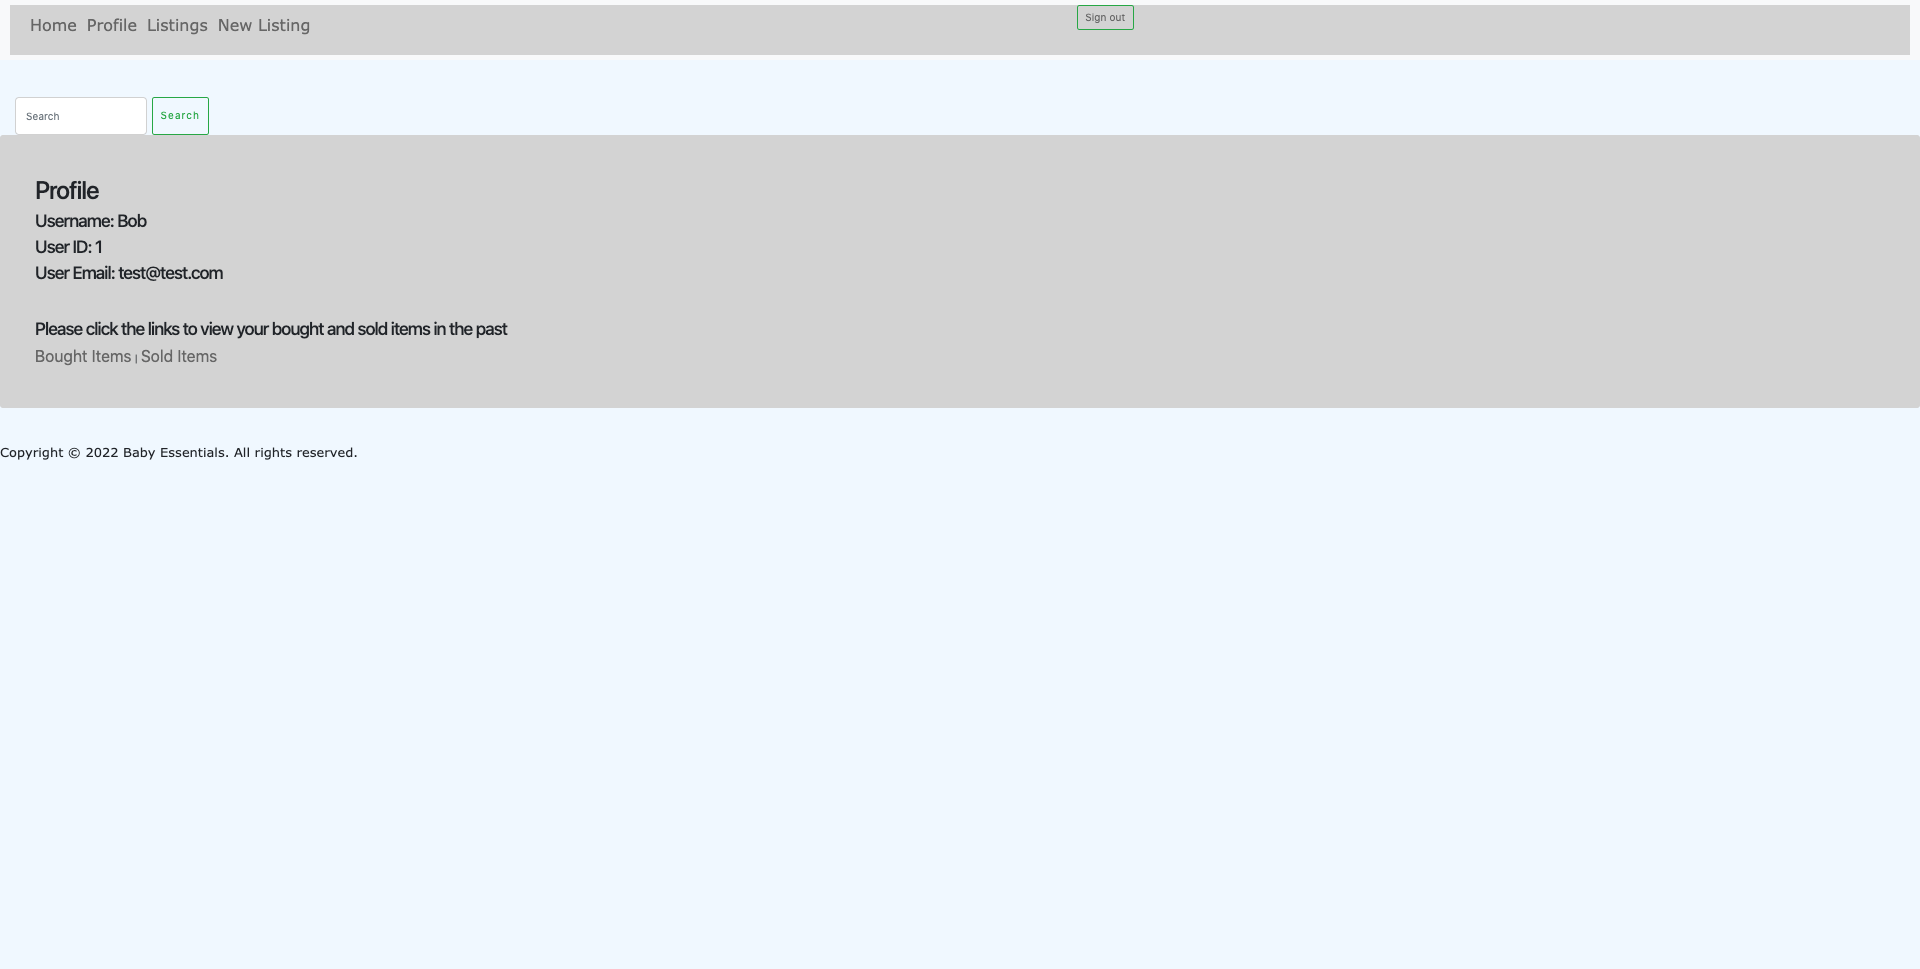 Home Profile Listings New Listing Sign out
Search Search
Profile
Username: Bob
User ID: 1
User Email: test@test.com
Please click the links to view your bought and sold items in the past
Bought Items | Sold Items
Copyright © 2022 Baby Essentials. All rights reserved.